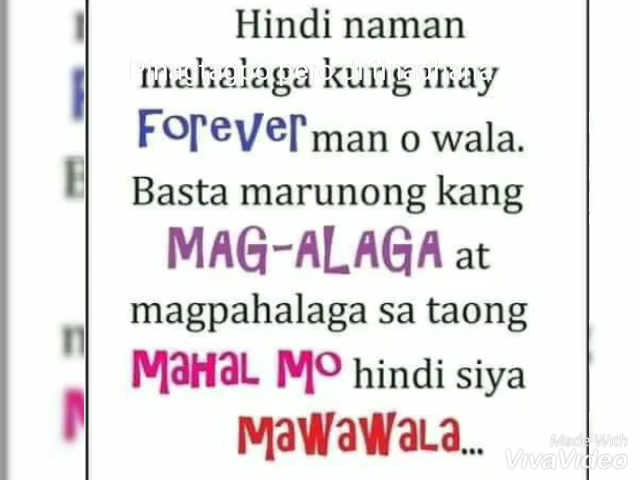 Hindi naman
mahalaga kung may
Forever man o wala.
Basta marunong kang
MAG-ALAGA at
magpahalaga sa taong
MaHaL Mo hindi siya
MaWaWaLa...
Made With
VivaVideo